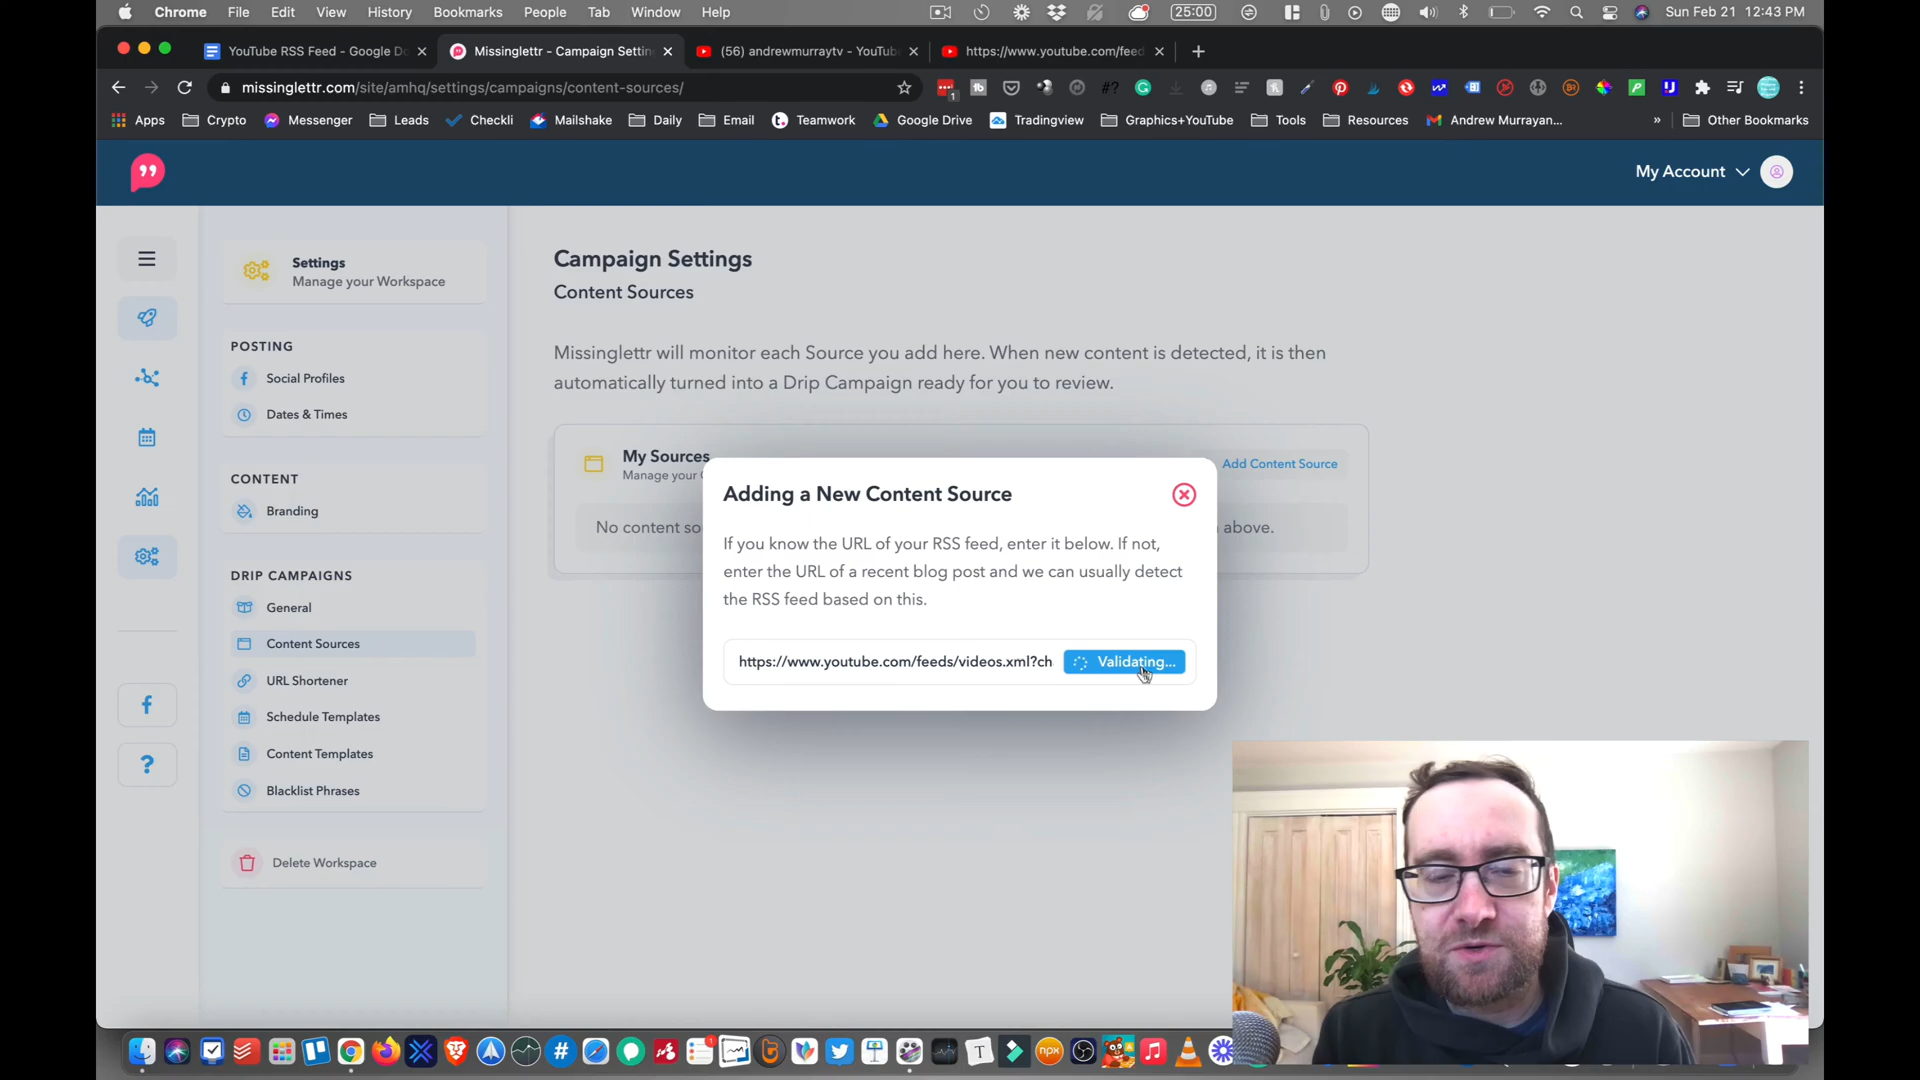 Chrome File Edit View History Bookmarks People Tab Window Help 25:00 Sun Feb 21 12:43 PM
YouTube RSS Feed - Google Do Missinglettr - Campaign Settin (56) andrewmurraytv - YouTub https://www.youtube.com/feed
missinglettr.com/site/amhq/settings/campaigns/content-sources/
Apps Crypto Messenger Leads Checkli Mailshake Daily Email Teamwork Google Drive Tradingview Graphics+YouTube Tools Resources Andrew Murrayan... » Other Bookmarks
My Account
Settings
Manage your Workspace
POSTING
Social Profiles
Dates & Times
CONTENT
Branding
DRIP CAMPAIGNS
General
Content Sources
URL Shortener
Schedule Templates
Content Templates
Blacklist Phrases
Delete Workspace
Campaign Settings
Content Sources
Missinglettr will monitor each Source you add here. When new content is detected, it is then
automatically turned into a Drip Campaign ready for you to review.
My Sources
Manage your
Add Content Source
No content so
above.
Adding a New Content Source
If you know the URL of your RSS feed, enter it below. If not,
enter the URL of a recent blog post and we can usually detect
the RSS feed based on this.
https://www.youtube.com/feeds/videos.xml?ch Validating...